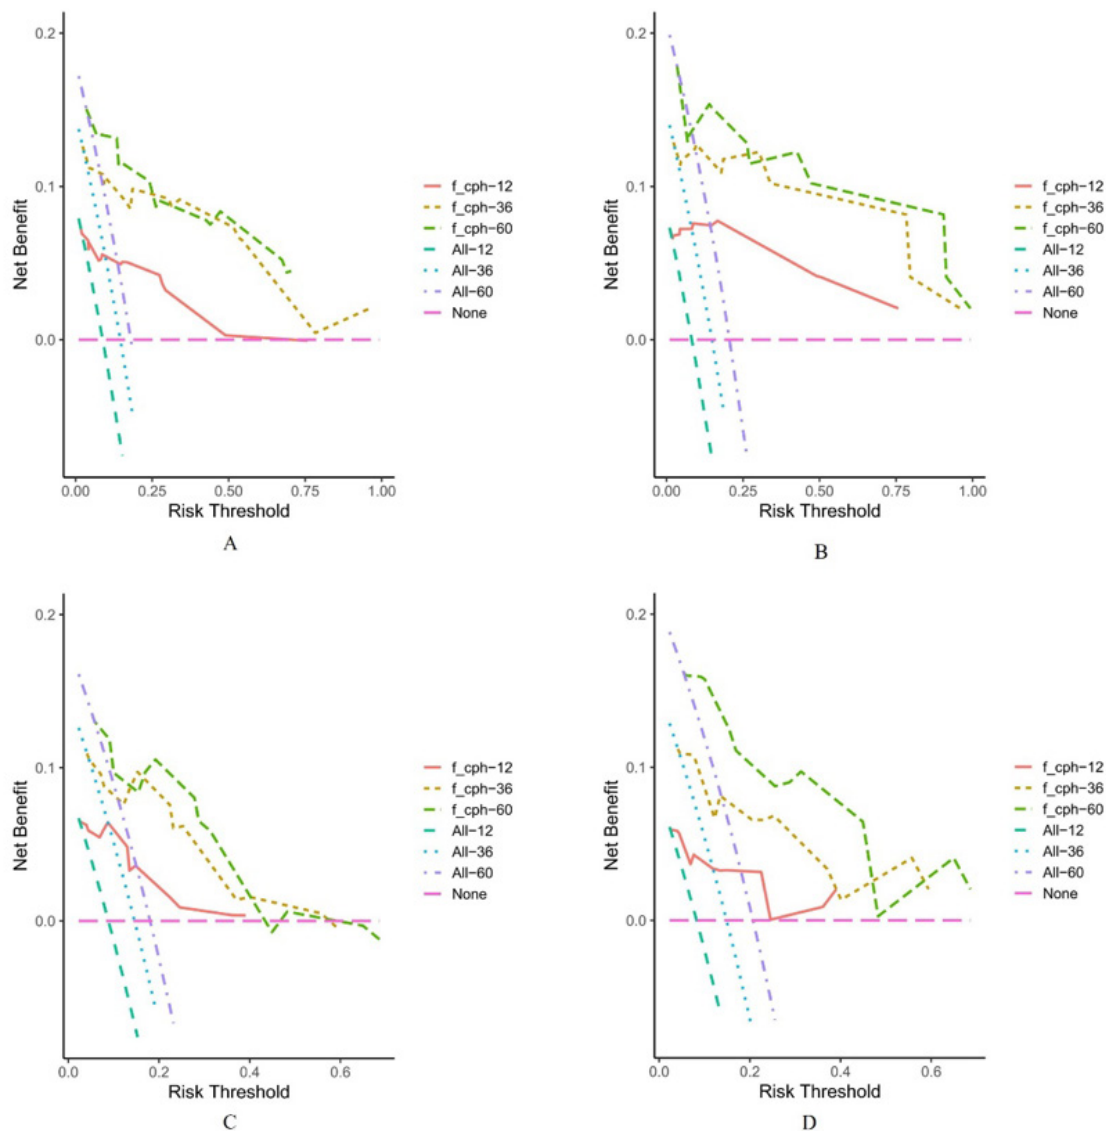 0.2
0.1
0.0
Net Benefit
0.00 0.25 0.50 0.75 1.00
Risk Threshold
f_cph-12
f_cph-36
f_cph-60
All-12
All-36
All-60
None
A
0.2
0.1
0.0
Net Benefit
0.00 0.25 0.50 0.75 1.00
Risk Threshold
f_cph-12
f_cph-36
f_cph-60
All-12
All-36
All-60
None
B
0.2
0.1
0.0
Net Benefit
0.0 0.2 0.4 0.6
Risk Threshold
f_cph-12
f_cph-36
f_cph-60
All-12
All-36
All-60
None
C
0.2
0.1
0.0
Net Benefit
0.0 0.2 0.4 0.6
Risk Threshold
f_cph-12
f_cph-36
f_cph-60
All-12
All-36
All-60
None
D